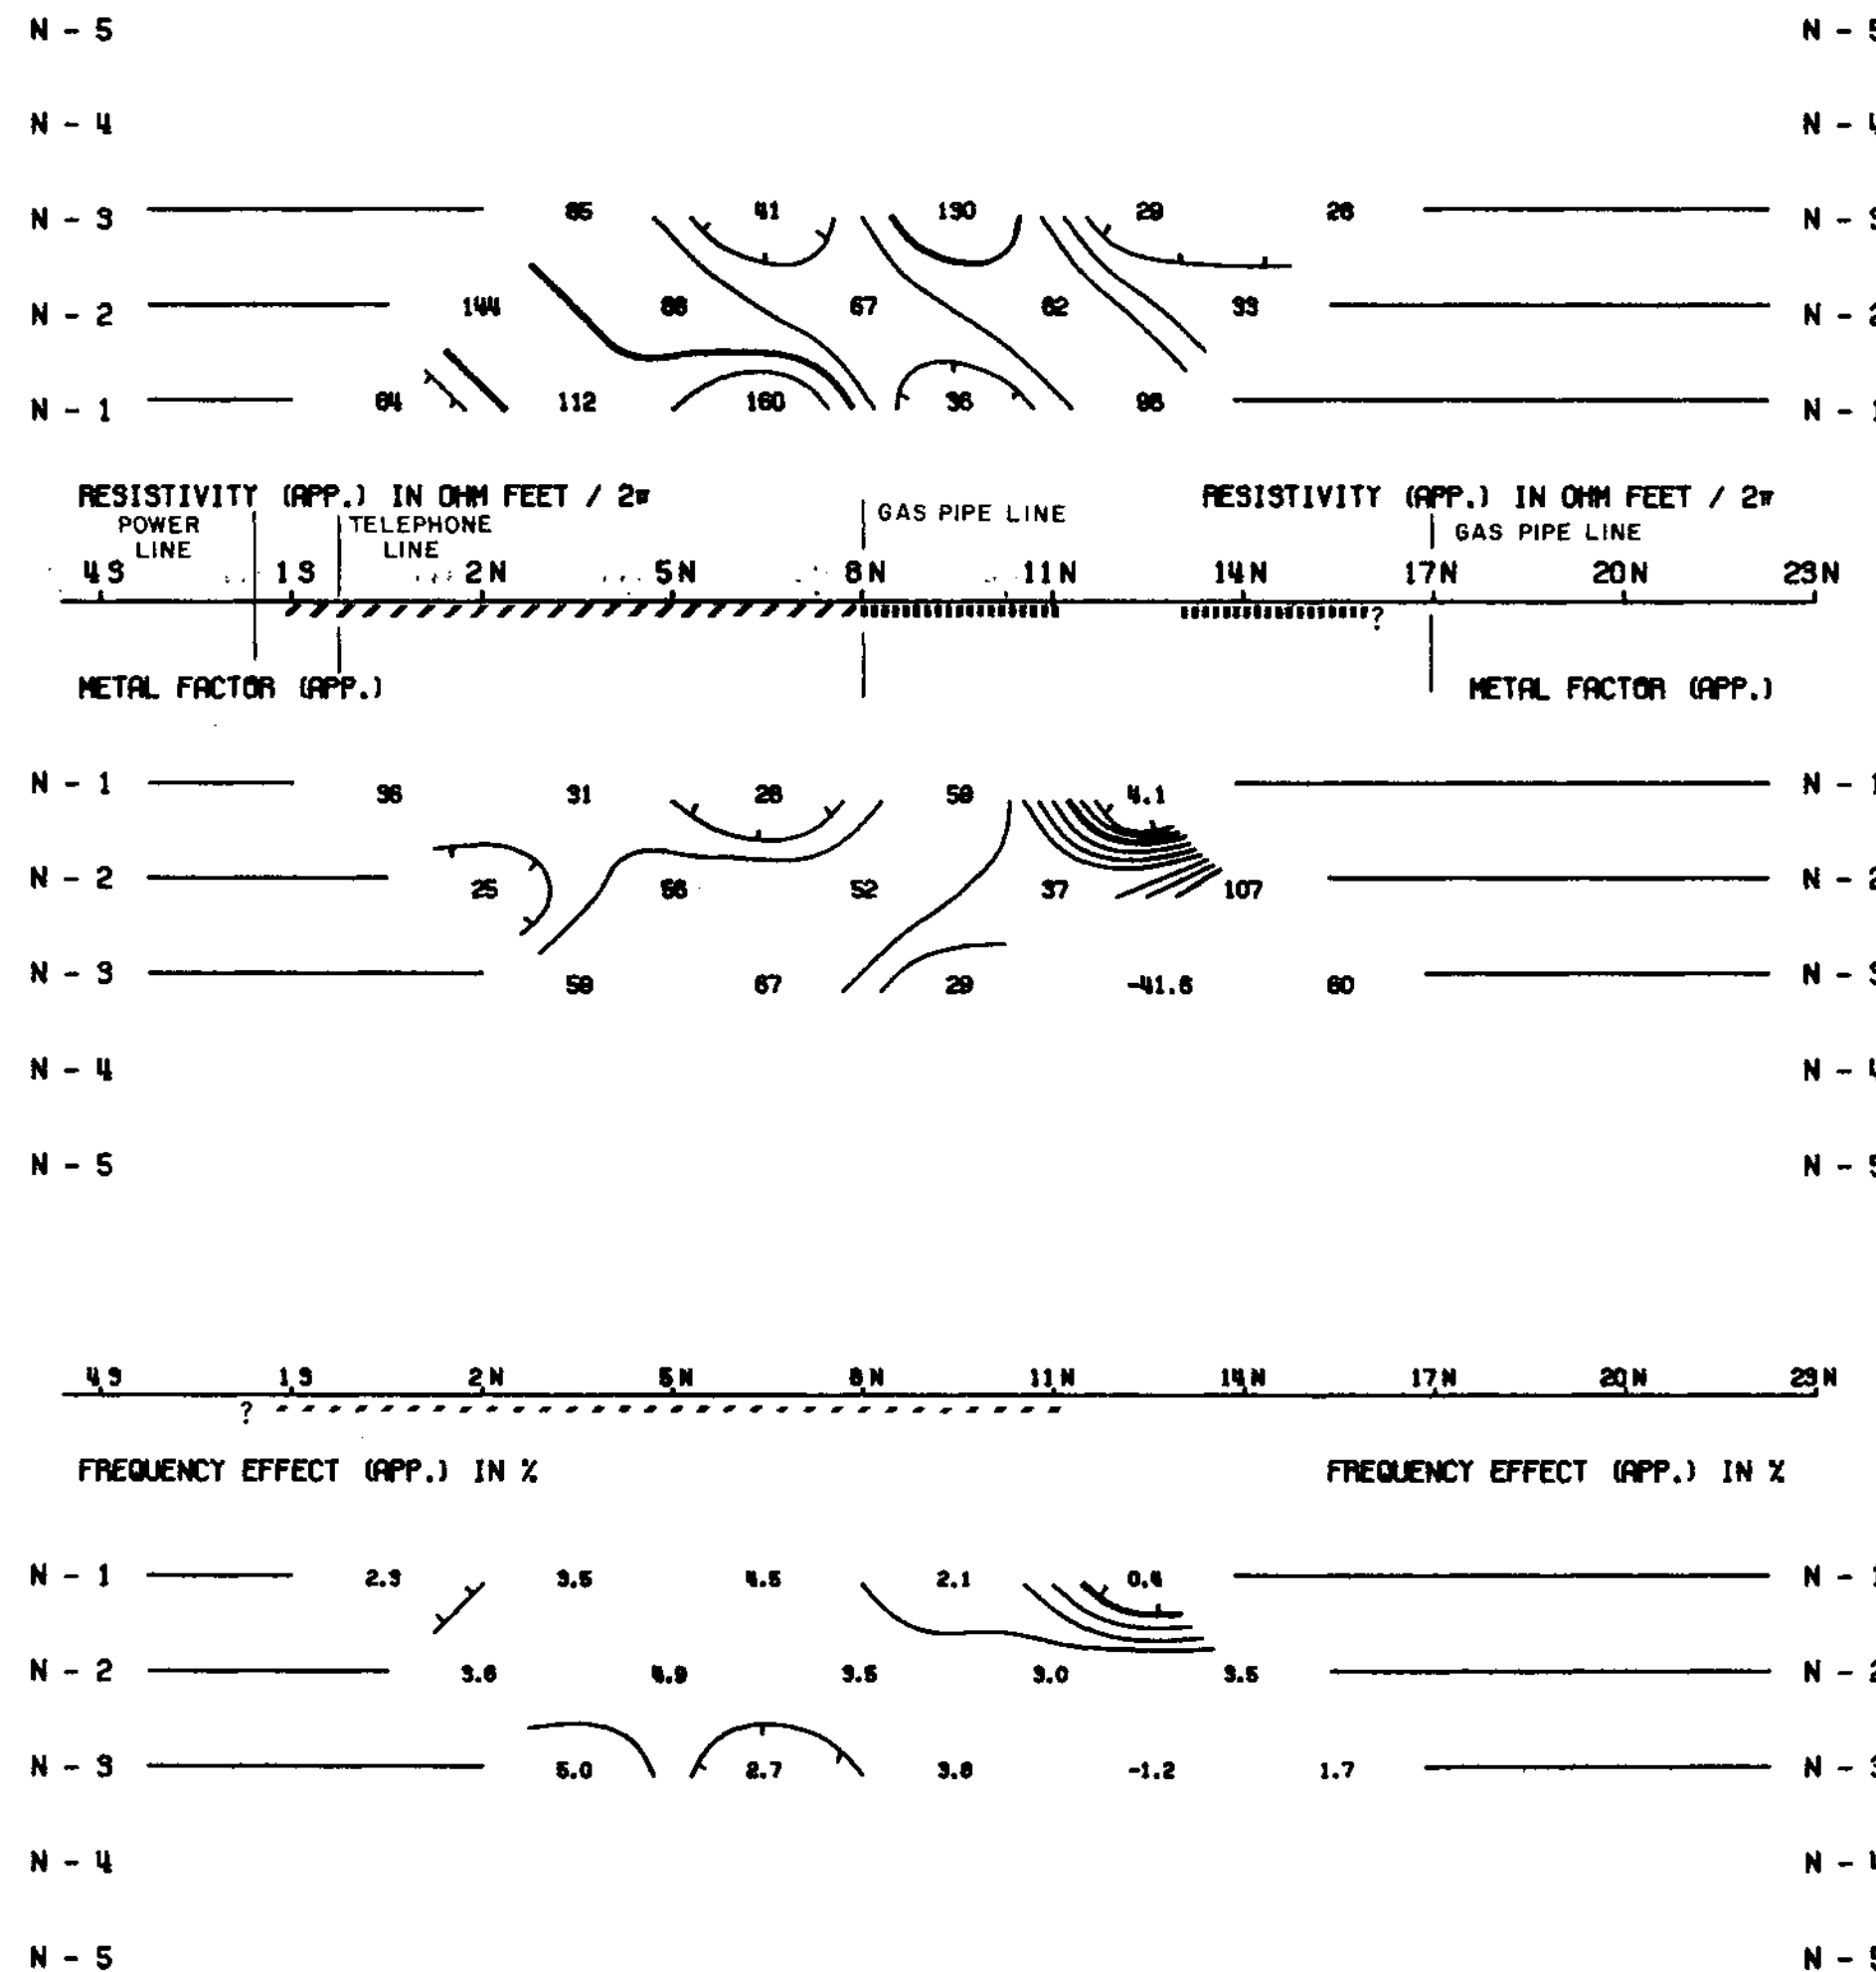 N - 5 N - 5
N - 4 N - 4
N - 3 85 41 130 29 28 N - 3
N - 2 144 88 67 82 33 N - 2
N - 1 64 112 160 36 98 N - 1
RESISTIVITY (APP.) IN OHM FEET / 2π RESISTIVITY (APP.) IN OHM FEET / 2π
POWER LINE TELEPHONE LINE GAS PIPE LINE GAS PIPE LINE
4S 1S 2N 5N 8N 11N 14N 17N 20N 23N
?
METAL FACTOR (APP.) METAL FACTOR (APP.)
N - 1 36 31 28 58 4.1 N - 1
N - 2 25 56 52 37 107 N - 2
N - 3 58 67 29 -41.6 60 N - 3
N - 4 N - 4
N - 5 N - 5
4S 1S 2N 5N 8N 11N 14N 17N 20N 23N
?
FREQUENCY EFFECT (APP.) IN % FREQUENCY EFFECT (APP.) IN %
N - 1 2.3 3.5 4.5 2.1 0.4 N - 1
N - 2 3.6 4.9 3.5 3.0 3.5 N - 2
N - 3 5.0 2.7 3.8 -1.2 1.7 N - 3
N - 4 N - 4
N - 5 N - 5